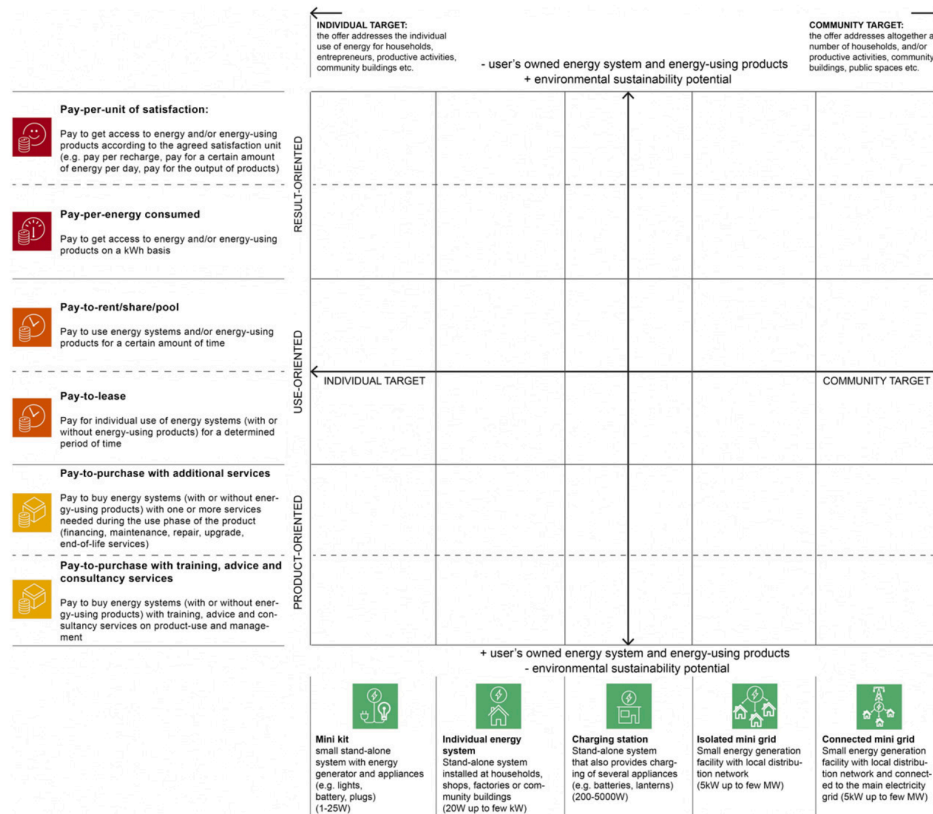 INDIVIDUAL TARGET:
the offer addresses the individual
use of energy for households,
entrepreneurs, productive activities,
community buildings etc.
- user's owned energy system and energy-using products
+ environmental sustainability potential
COMMUNITY TARGET:
the offer addresses altogether a
number of households, and/or
productive activities, community
buildings, public spaces etc.
Pay-per-unit of satisfaction:
Pay to get access to energy and/or energy-using
products according to the agreed satisfaction unit
(e.g. pay per recharge, pay for a certain amount
of energy per day, pay for the output of products)
Pay-per-energy consumed
Pay to get access to energy and/or energy-using
products on a kWh basis
RESULT-ORIENTED
Pay-to-rent/share/pool
Pay to use energy systems and/or energy-using
products for a certain amount of time
Pay-to-lease
Pay for individual use of energy systems (with or
without energy-using products) for a determined
period of time
USE-ORIENTED
INDIVIDUAL TARGET
COMMUNITY TARGET
Pay-to-purchase with additional services
Pay to buy energy systems (with or without ener-
gy-using products) with one or more services
needed during the use phase of the product
(financing, maintenance, repair, upgrade,
end-of-life services)
Pay-to-purchase with training, advice and
consultancy services
Pay to buy energy systems (with or without ener-
gy-using products) with training, advice and con-
sultancy services on product-use and manage-
ment
PRODUCT-ORIENTED
+ user's owned energy system and energy-using products
- environmental sustainability potential
Mini kit
small stand-alone
system with energy
generator and appliances
(e.g. lights,
battery, plugs)
(1-25W)
Individual energy
system
Stand-alone system
installed at households,
shops, factories or com-
munity buildings
(20W up to few kW)
Charging station
Stand-alone system
that also provides charg-
ing of several appliances
(e.g. batteries, lanterns)
(200-5000W)
Isolated mini grid
Small energy generation
facility with local distribu-
tion network
(5kW up to few MW)
Connected mini grid
Small energy generation
facility with local distribution
network and connect-
ed to the main electricity
grid (5kW up to few MW)